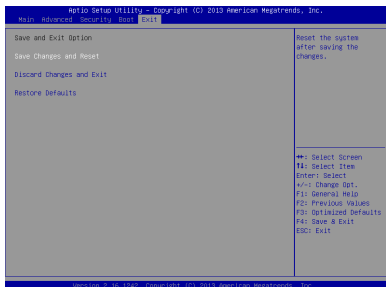 Aptio Setup Utility – Copyright (C) 2013 American Megatrends, Inc.
Main Advanced Security Boot Exit
Save and Exit Option
Save Changes and Reset
Discard Changes and Exit
Restore Defaults
Reset the system
after saving the
changes.
→←: Select Screen
↑↓: Select Item
Enter: Select
+/-: Change Opt.
F1: General Help
F2: Previous Values
F3: Optimized Defaults
F4: Save & Exit
ESC: Exit
Version 2.16.1242. Copyright (C) 2013 American Megatrends, Inc.